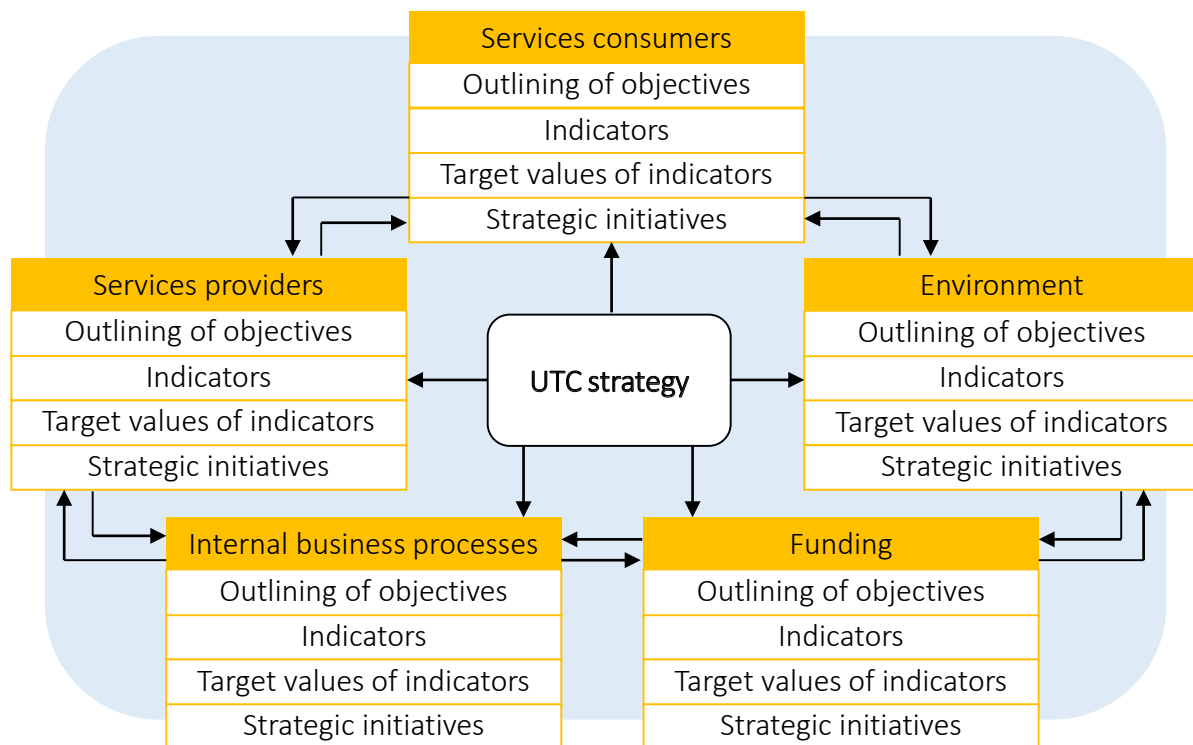 Services consumers
Outlining of objectives
Indicators
Target values of indicators
Strategic initiatives
Services providers
Outlining of objectives
Indicators
Target values of indicators
Strategic initiatives
UTC strategy
Environment
Outlining of objectives
Indicators
Target values of indicators
Strategic initiatives
Internal business processes
Outlining of objectives
Indicators
Target values of indicators
Strategic initiatives
Funding
Outlining of objectives
Indicators
Target values of indicators
Strategic initiatives